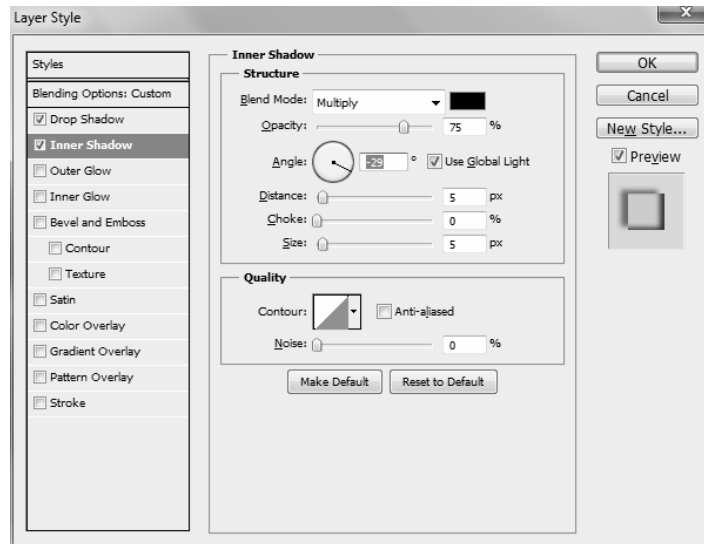 Layer Style
x
Styles
Blending Options: Custom
Drop Shadow
Inner Shadow
Outer Glow
Inner Glow
Bevel and Emboss
Contour
Texture
Satin
Color Overlay
Gradient Overlay
Pattern Overlay
Stroke
Inner Shadow
Structure
Blend Mode: Multiply
Opacity: 75 %
Angle: -29 ° Use Global Light
Distance: 5 px
Choke: 0 %
Size: 5 px
Quality
Contour: Anti-aliased
Noise: 0 %
Make Default Reset to Default
OK
Cancel
New Style...
Preview